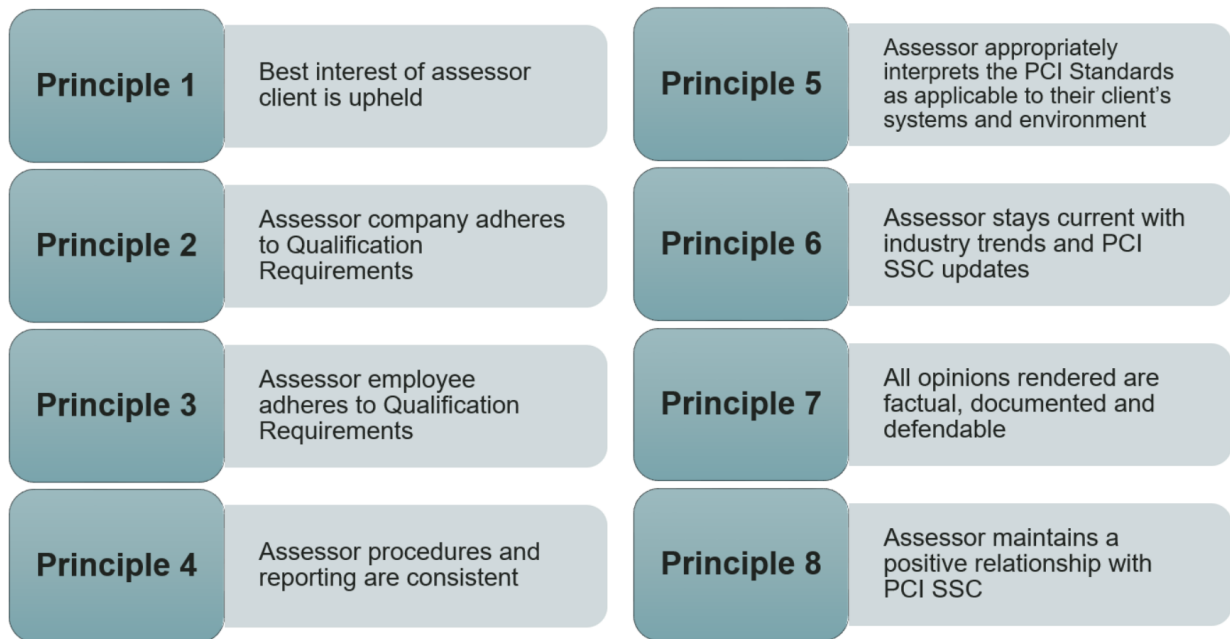 Principle 1
Best interest of assessor
client is upheld
Principle 2
Assessor company adheres
to Qualification
Requirements
Principle 3
Assessor employee
adheres to Qualification
Requirements
Principle 4
Assessor procedures and
reporting are consistent
Principle 5
Assessor appropriately
interprets the PCI Standards
as applicable to their client’s
systems and environment
Principle 6
Assessor stays current with
industry trends and PCI
SSC updates
Principle 7
All opinions rendered are
factual, documented and
defendable
Principle 8
Assessor maintains a
positive relationship with
PCI SSC